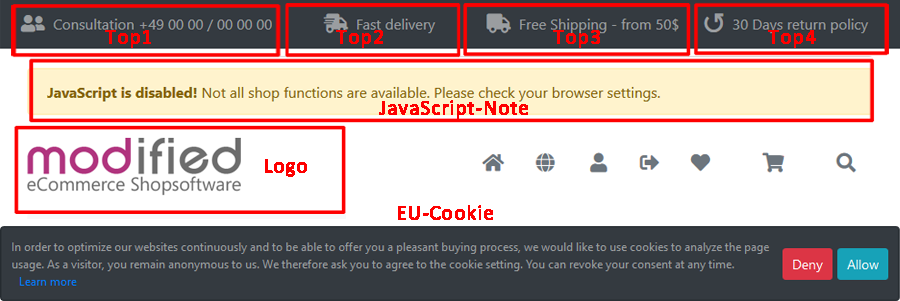 Consultation +49 00 00 / 00 00 00
Top1
Fast delivery
Top2
Free Shipping - from 50$
Top3
30 Days return policy
Top4
JavaScript is disabled! Not all shop functions are available. Please check your browser settings.
JavaScript-Note
modified
eCommerce Shopsoftware
Logo
EU-Cookie
In order to optimize our websites continuously and to be able to offer you a pleasant buying process, we would like to use cookies to analyze the page
usage. As a visitor, you remain anonymous to us. We therefore ask you to agree to the cookie setting. You can revoke your consent at any time.
Learn more
Deny
Allow